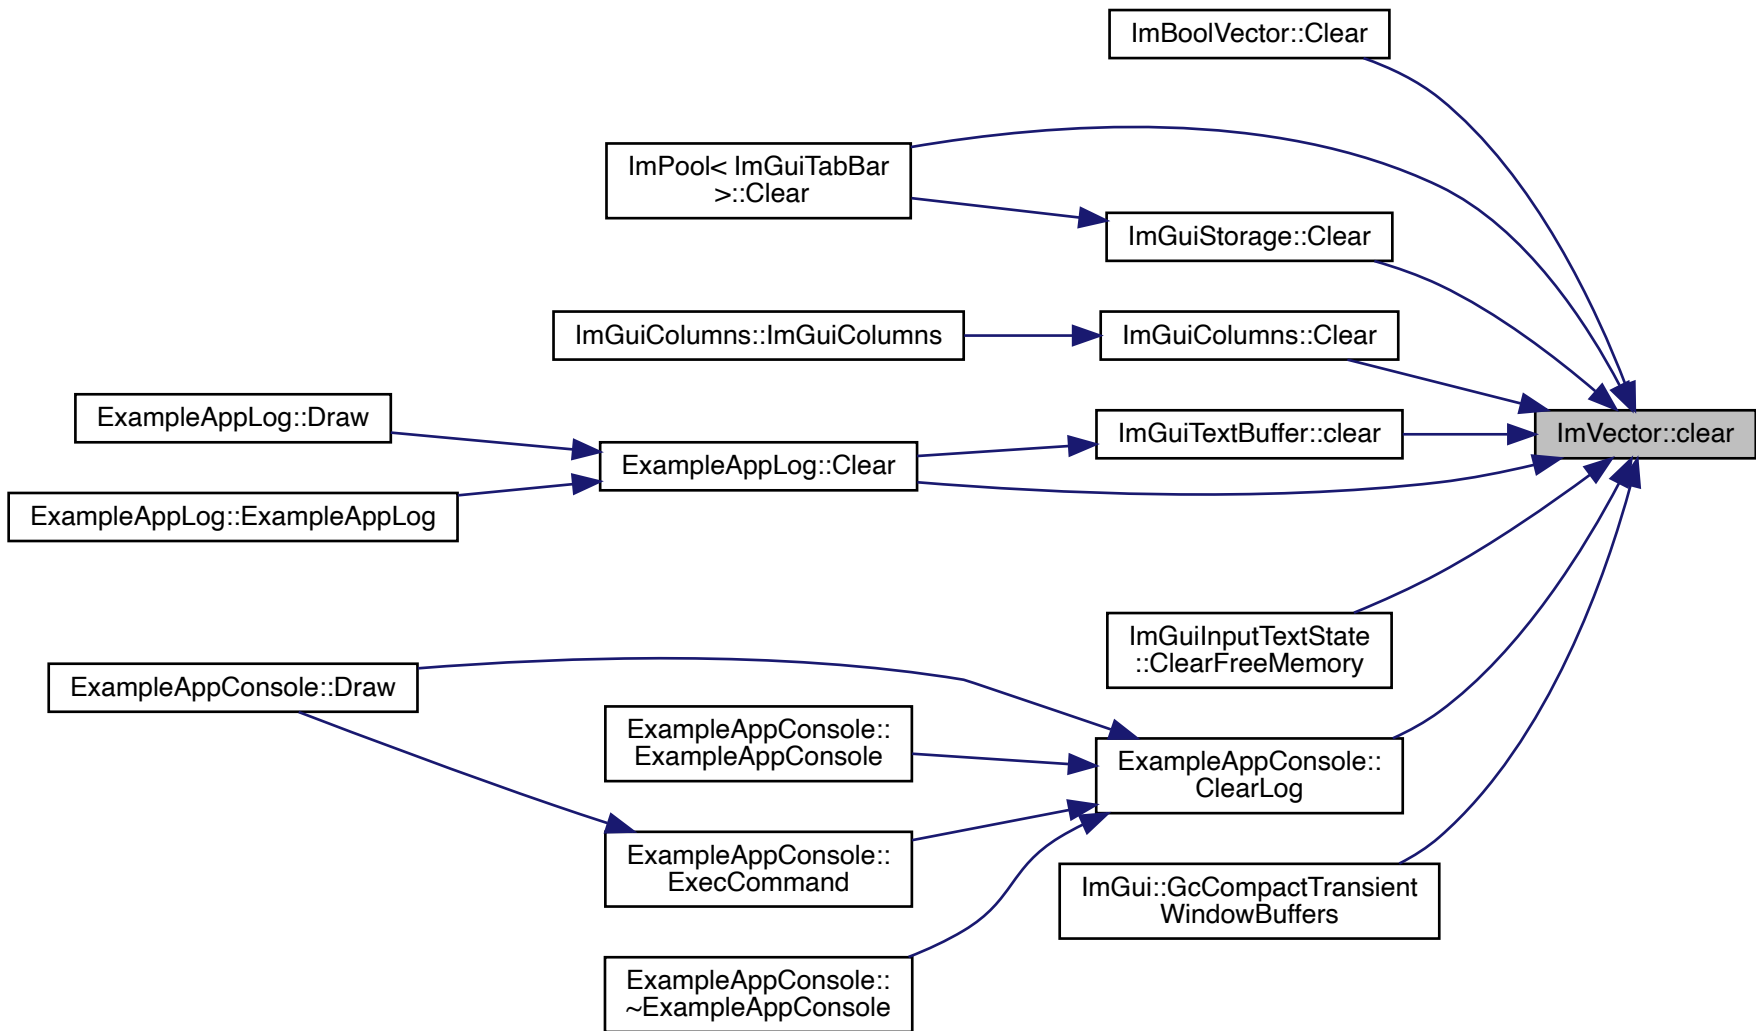 ImBoolVector::Clear
ImPool< ImGuiTabBar
>::Clear
ImGuiStorage::Clear
ImGuiColumns::ImGuiColumns
ImGuiColumns::Clear
ExampleAppLog::Draw
ImGuiTextBuffer::clear
ImVector::clear
ExampleAppLog::Clear
ExampleAppLog::ExampleAppLog
ImGuiInputTextState
::ClearFreeMemory
ExampleAppConsole::Draw
ExampleAppConsole::
ExampleAppConsole
ExampleAppConsole::
ClearLog
ExampleAppConsole::
ExecCommand
ImGui::GcCompactTransient
WindowBuffers
ExampleAppConsole::
~ExampleAppConsole